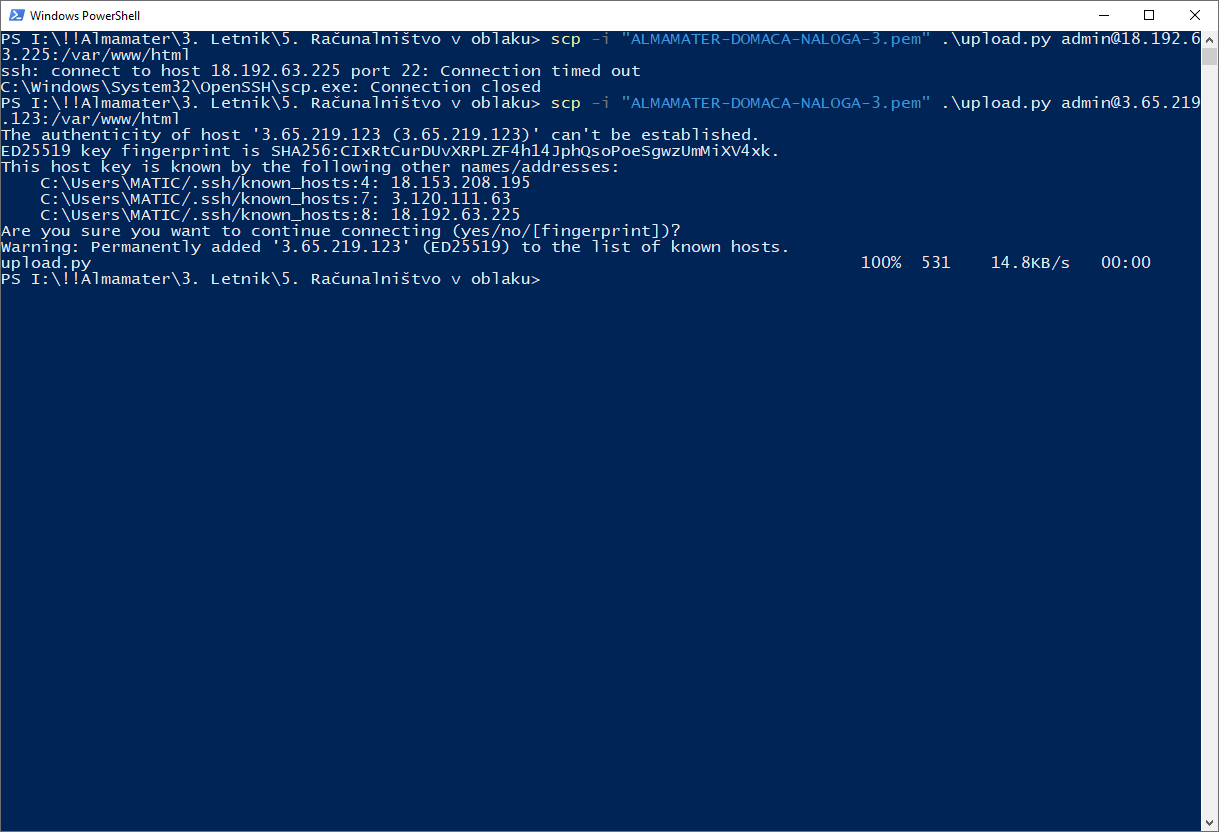 Windows PowerShell
PS I:\!!Almamater\3. Letnik\5. Računalništvo v oblaku> scp -i "ALMAMATER-DOMACA-NALOGA-3.pem" .\upload.py admin@18.192.6
3.225:/var/www/html
ssh: connect to host 18.192.63.225 port 22: Connection timed out
C:\Windows\System32\OpenSSH\scp.exe: Connection closed
PS I:\!!Almamater\3. Letnik\5. Računalništvo v oblaku> scp -i "ALMAMATER-DOMACA-NALOGA-3.pem" .\upload.py admin@3.65.219
.123:/var/www/html
The authenticity of host '3.65.219.123 (3.65.219.123)' can't be established.
ED25519 key fingerprint is SHA256:CIxRtCurDUvXRPLZF4h14JphQsoPoeSgwzUmMiXV4xk.
This host key is known by the following other names/addresses:
    C:\Users\MATIC/.ssh/known_hosts:4: 18.153.208.195
    C:\Users\MATIC/.ssh/known_hosts:7: 3.120.111.63
    C:\Users\MATIC/.ssh/known_hosts:8: 18.192.63.225
Are you sure you want to continue connecting (yes/no/[fingerprint])?
Warning: Permanently added '3.65.219.123' (ED25519) to the list of known hosts.
upload.py                                                                             100%  531    14.8KB/s   00:00
PS I:\!!Almamater\3. Letnik\5. Računalništvo v oblaku>